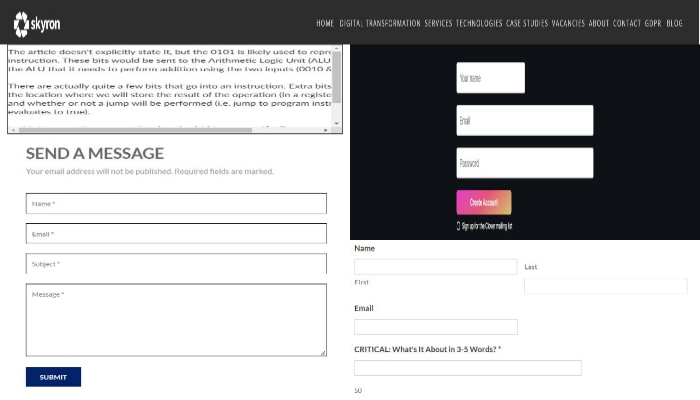 skyron
HOME DIGITAL TRANSFORMATION SERVICES TECHNOLOGIES CASE STUDIES VACANCIES ABOUT CONTACT GDPR BLOG
The article doesn't explicitly state it, but the 0101 is likely used to repre
instruction. These bits would be sent to the Arithmetic Logic Unit (ALU
the ALU that it needs to perform addition using the two inputs (0010 &
There are actually quite a few bits that go into an instruction. Extra bits
the location where we will store the result of the operation (in a registe
and whether or not a jump will be performed (i.e. jump to program instr
evaluates to true).
SEND A MESSAGE
Your email address will not be published. Required fields are marked.
Name *
Email *
Subject *
Message *
SUBMIT
Your name
Email
Password
Create Account
Sign up for the Clover mailing list
Name
First
Last
Email
CRITICAL: What's It About in 3-5 Words? *
50